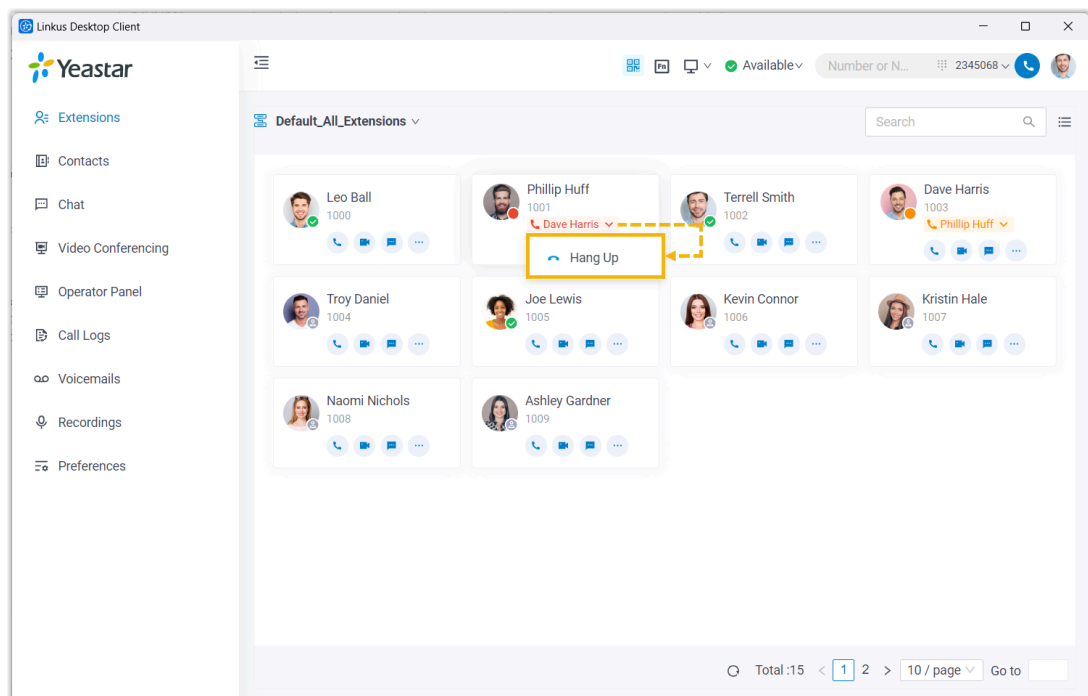 Linkus Desktop Client
Yeastar
Fn
Available
Number or N...
2345068
Extensions
Contacts
Chat
Video Conferencing
Operator Panel
Call Logs
Voicemails
Recordings
Preferences
Default_All_Extensions
Search
Leo Ball
1000
Phillip Huff
1001
Dave Harris
Hang Up
Terrell Smith
1002
Dave Harris
1003
Phillip Huff
Troy Daniel
1004
Joe Lewis
1005
Kevin Connor
1006
Kristin Hale
1007
Naomi Nichols
1008
Ashley Gardner
1009
Total :15 < 1 2 > 10 / page Go to